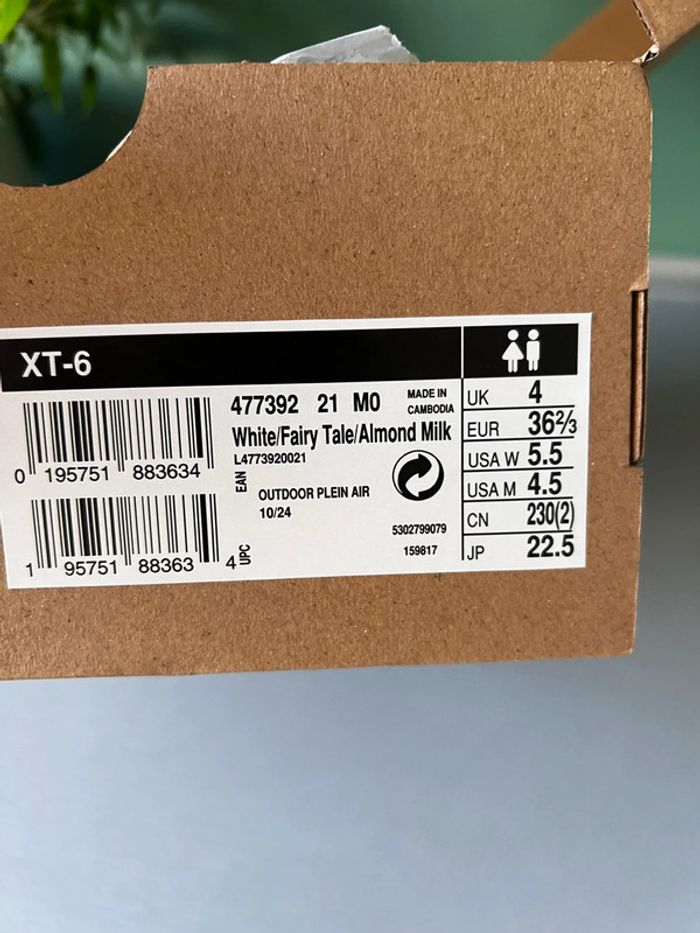 XT-6
0 195751 883634
1 95751 88363 4
EAN
UPC
477392 21 M0
MADE IN
CAMBODIA
White/Fairy Tale/Almond Milk
L4773920021
OUTDOOR PLEIN AIR
10/24
5302799079
159817
UK 4
EUR 36⅔
USA W 5.5
USA M 4.5
CN 230(2)
JP 22.5